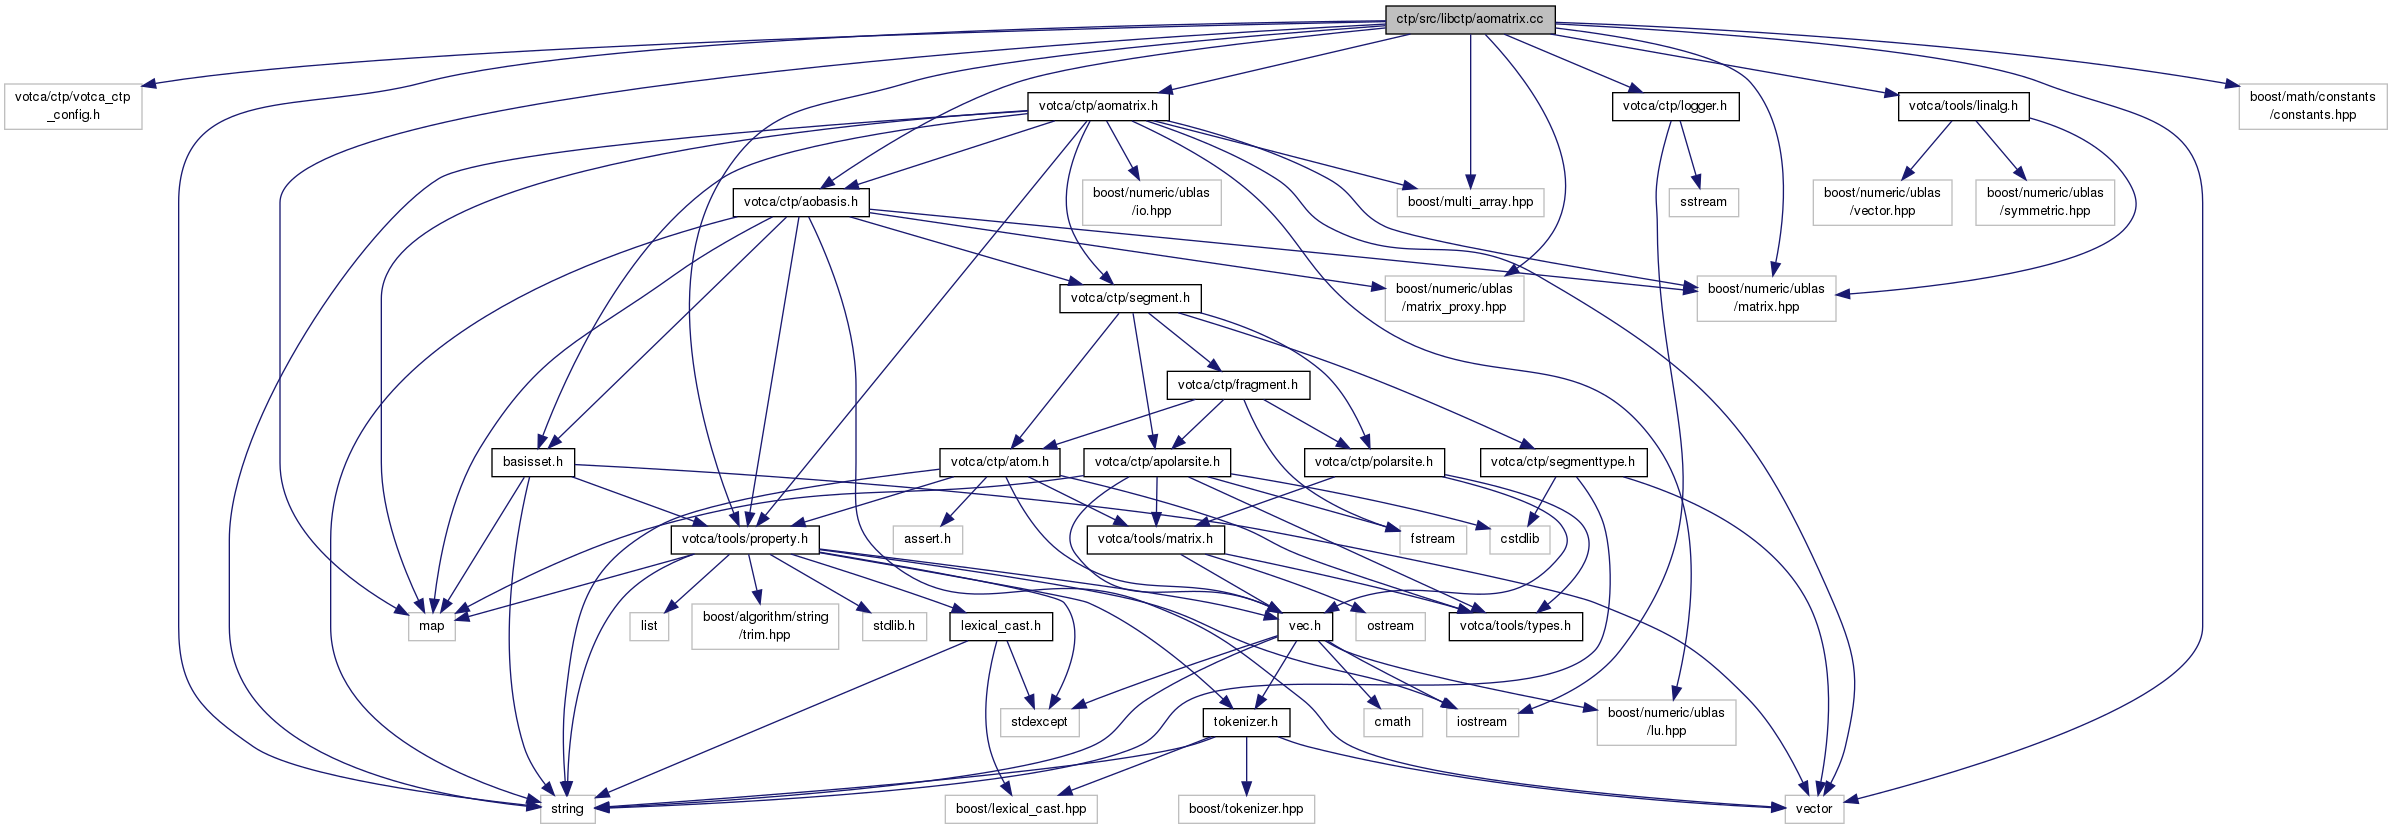 ctp/src/libctp/aomatrix.cc
votca/ctp/votca_ctp
_config.h
votca/ctp/aomatrix.h
votca/ctp/logger.h
votca/tools/linalg.h
boost/math/constants
/constants.hpp
votca/ctp/aobasis.h
boost/numeric/ublas
/io.hpp
boost/multi_array.hpp
sstream
boost/numeric/ublas
/vector.hpp
boost/numeric/ublas
/symmetric.hpp
votca/ctp/segment.h
boost/numeric/ublas
/matrix_proxy.hpp
boost/numeric/ublas
/matrix.hpp
votca/ctp/fragment.h
basisset.h
votca/ctp/atom.h
votca/ctp/apolarsite.h
votca/ctp/polarsite.h
votca/ctp/segmenttype.h
votca/tools/property.h
assert.h
votca/tools/matrix.h
fstream
cstdlib
map
list
boost/algorithm/string
/trim.hpp
stdlib.h
lexical_cast.h
vec.h
ostream
votca/tools/types.h
stdexcept
tokenizer.h
cmath
iostream
boost/numeric/ublas
/lu.hpp
string
boost/lexical_cast.hpp
boost/tokenizer.hpp
vector